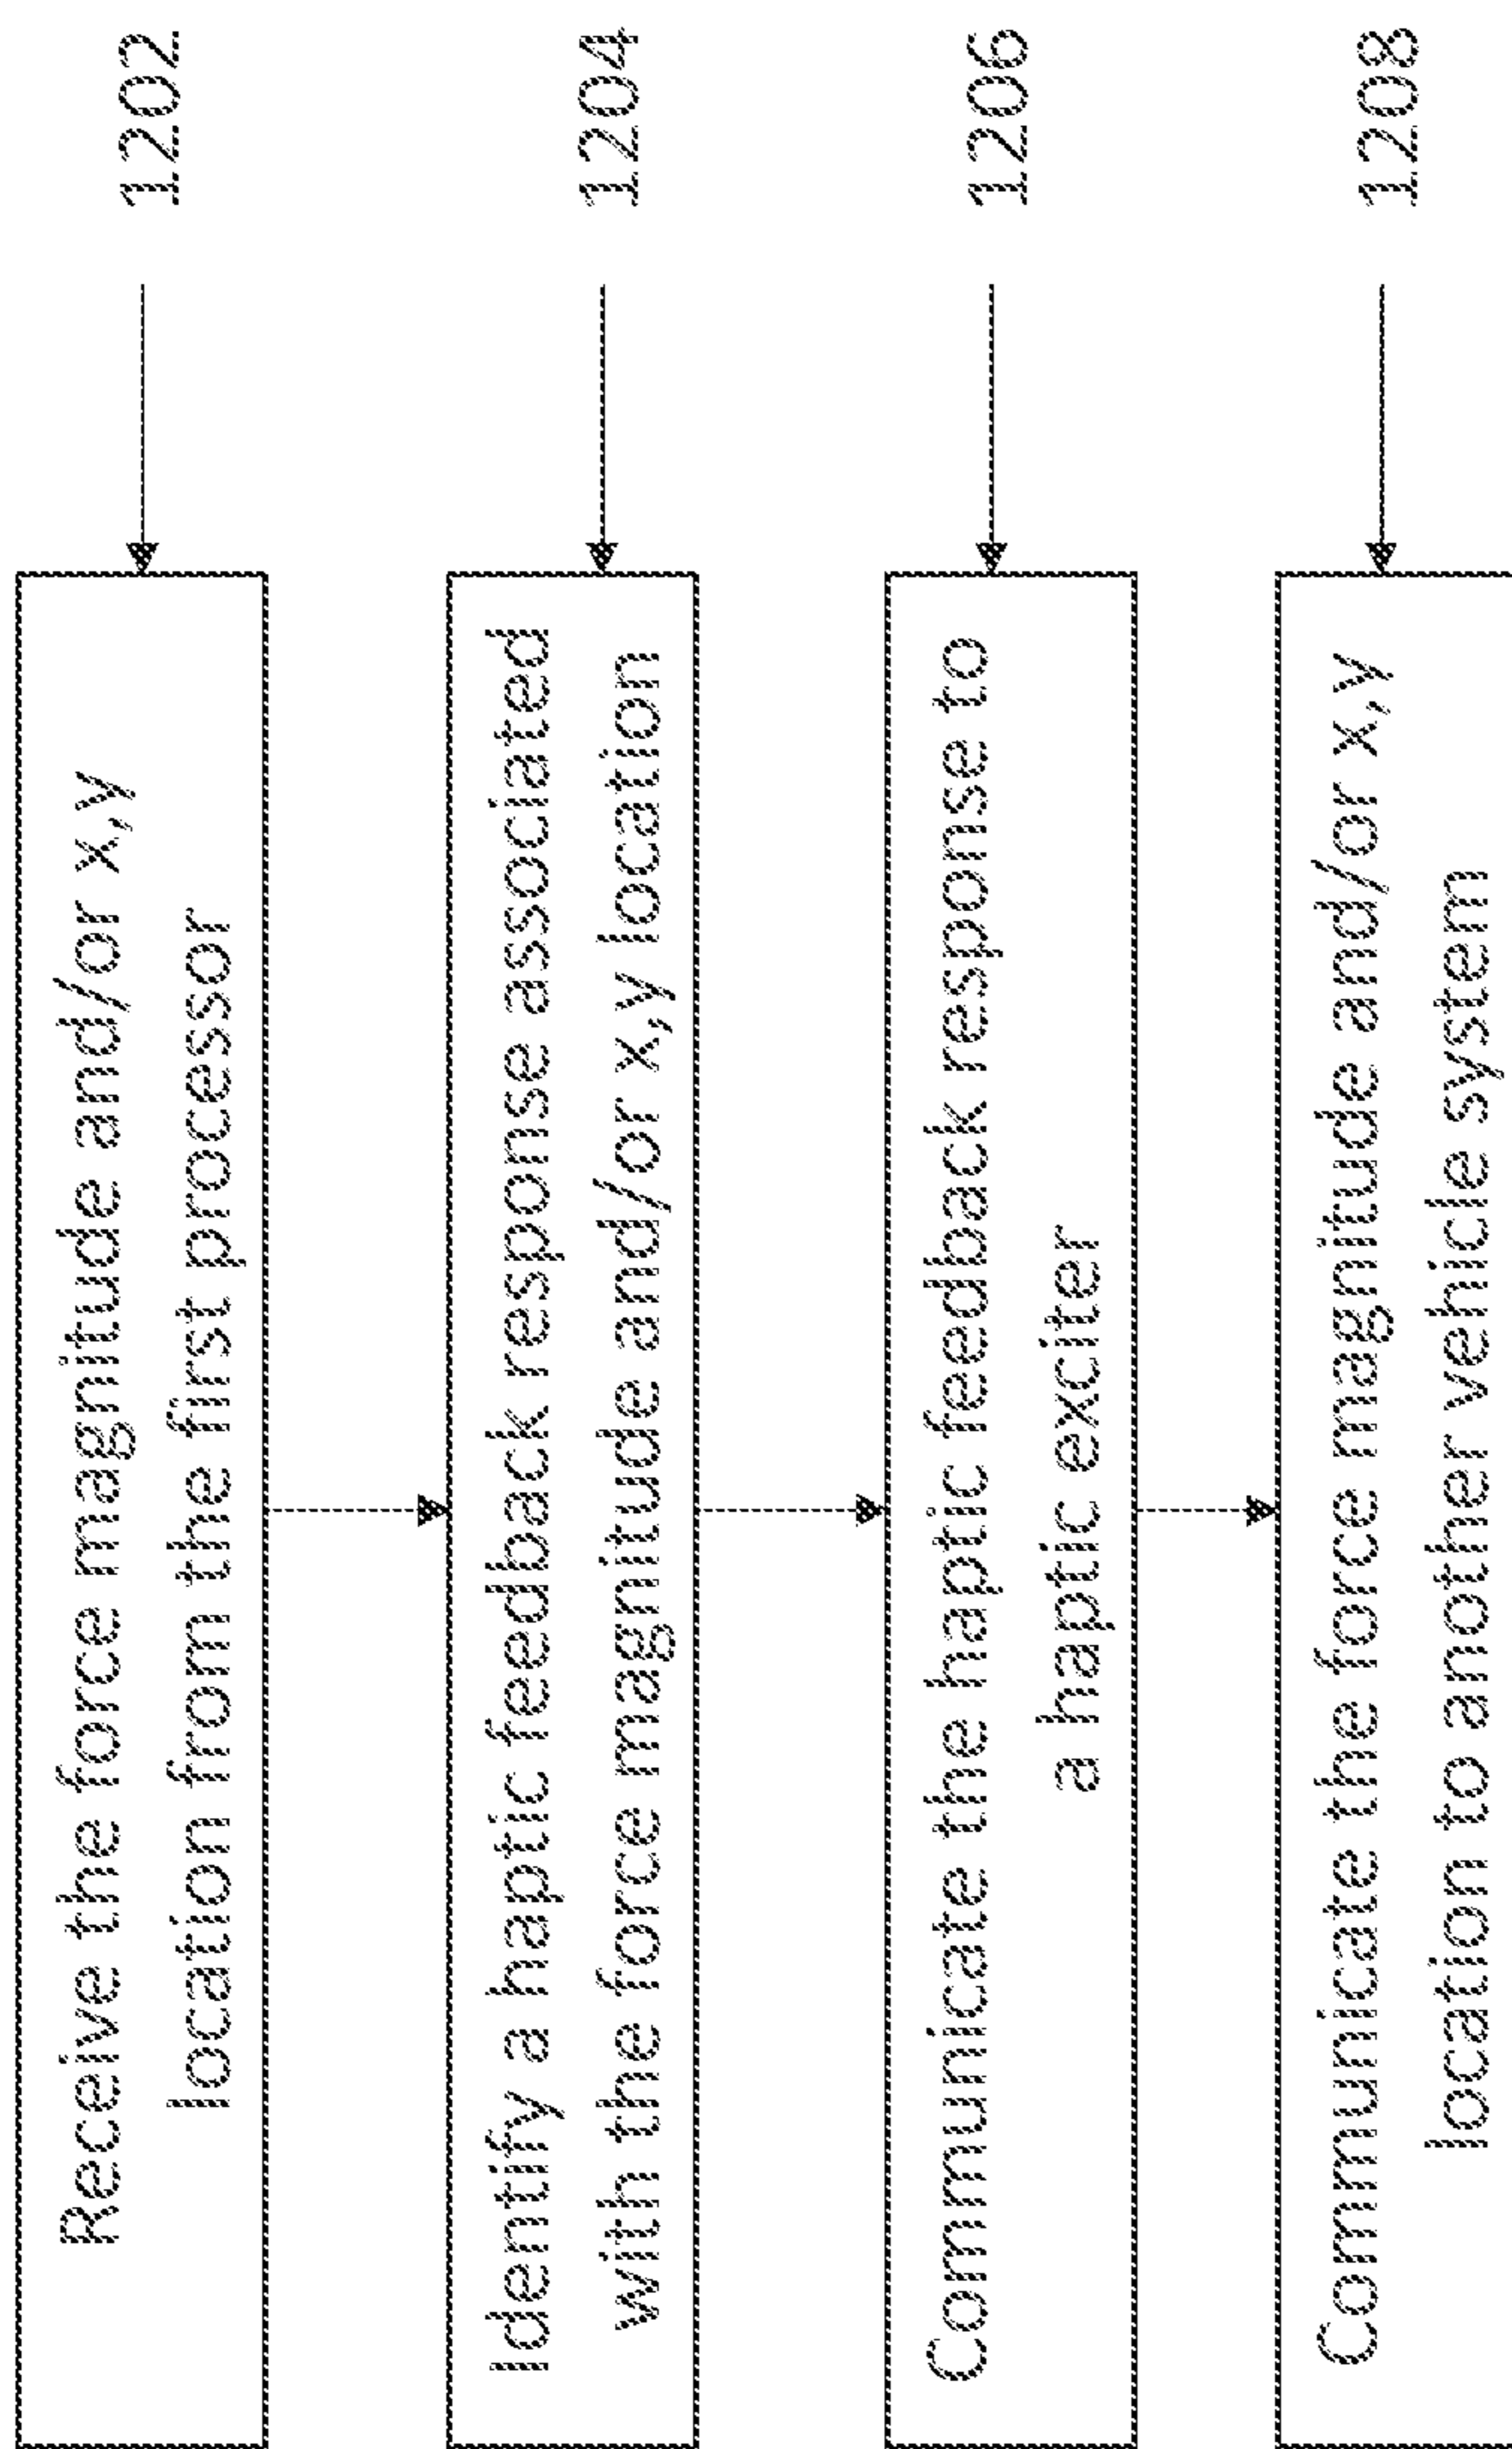 Receive the force magnitude and/or x,y
location from the first processor
1202
Identify a haptic feedback response associated
with the force magnitude and/or x,y location
1204
Communicate the haptic feedback response to
a haptic exciter
1206
Communicate the force magnitude and/or x,y
location to another vehicle system
1208